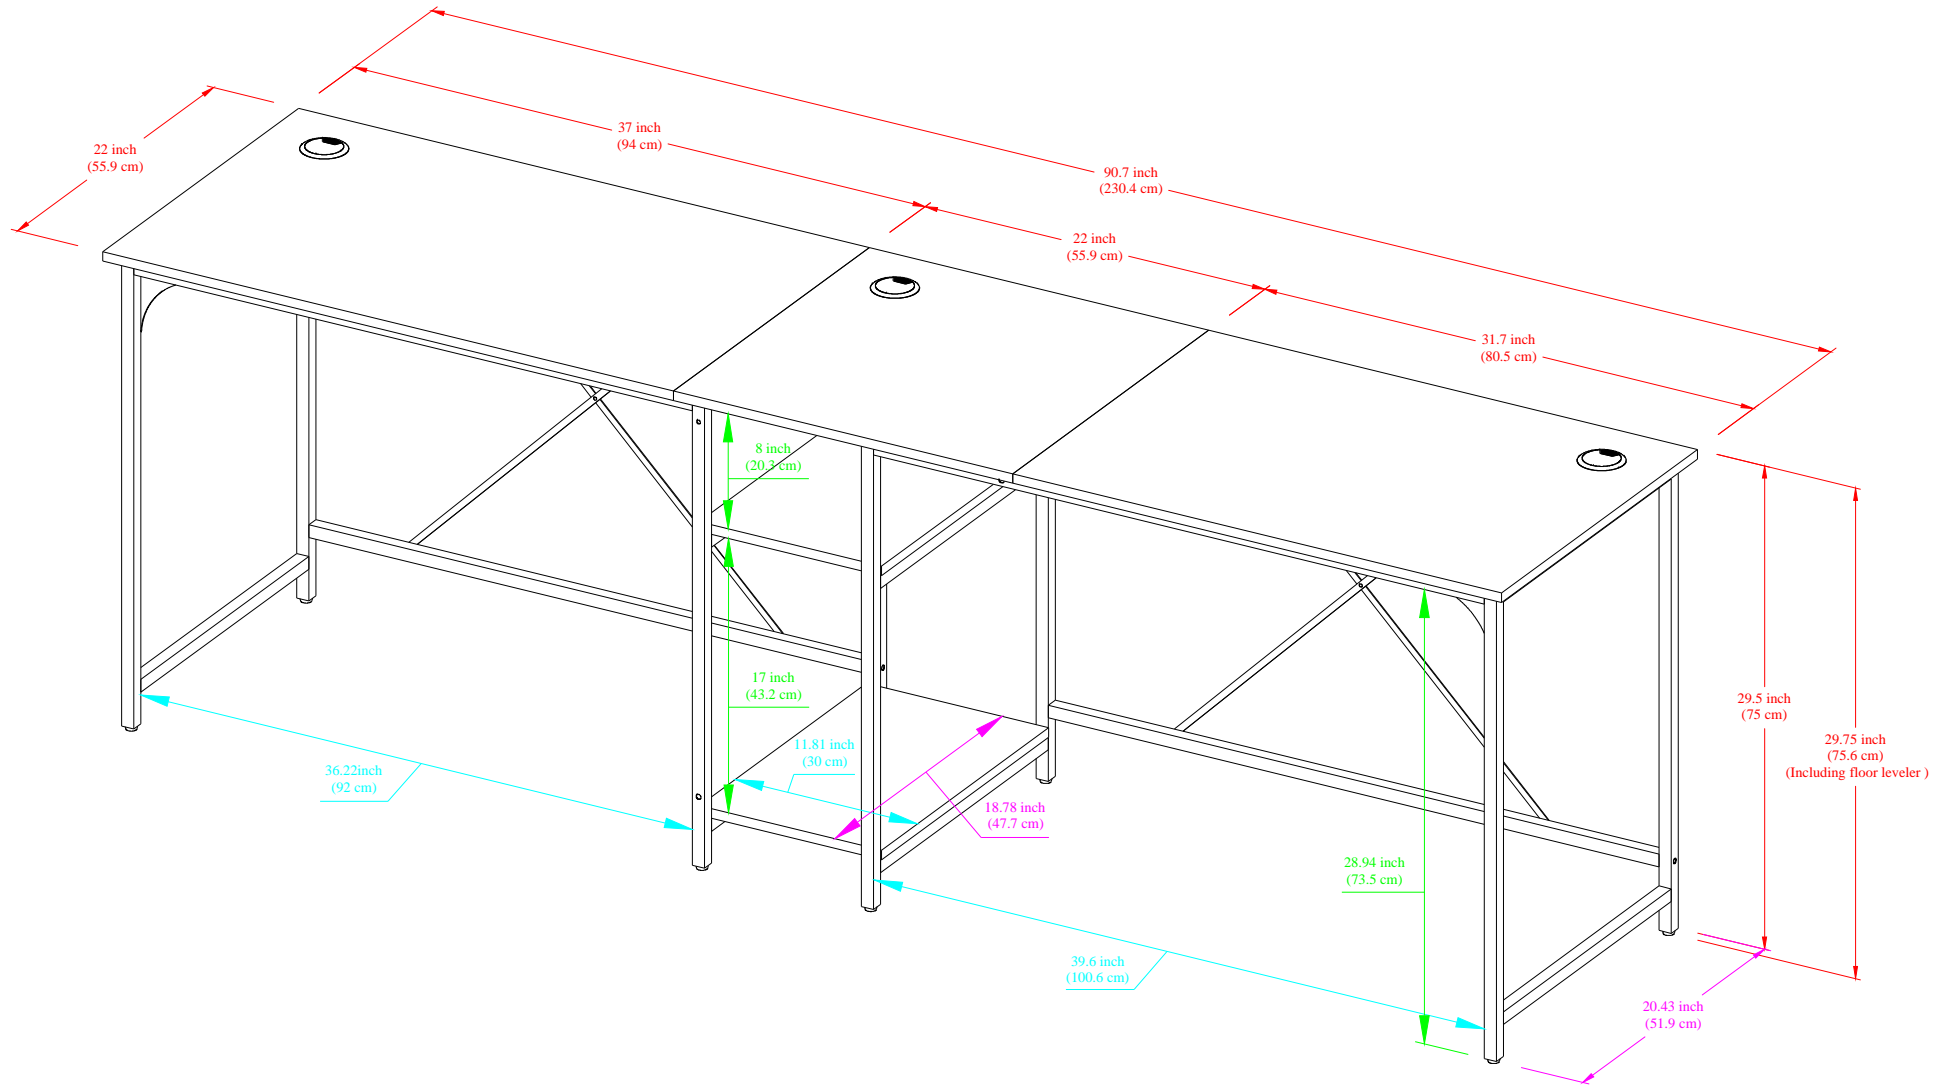 37 inch
(94 cm)
22 inch
(55.9 cm)
90.7 inch
(230.4 cm)
22 inch
(55.9 cm)
31.7 inch
(80.5 cm)
8 inch
(20.3 cm)
17 inch
(43.2 cm)
29.5 inch
(75 cm)
29.75 inch
(75.6 cm)
(Including floor leveler )
11.81 inch
(30 cm)
36.22inch
(92 cm)
18.78 inch
(47.7 cm)
28.94 inch
(73.5 cm)
39.6 inch
(100.6 cm)
20.43 inch
(51.9 cm)